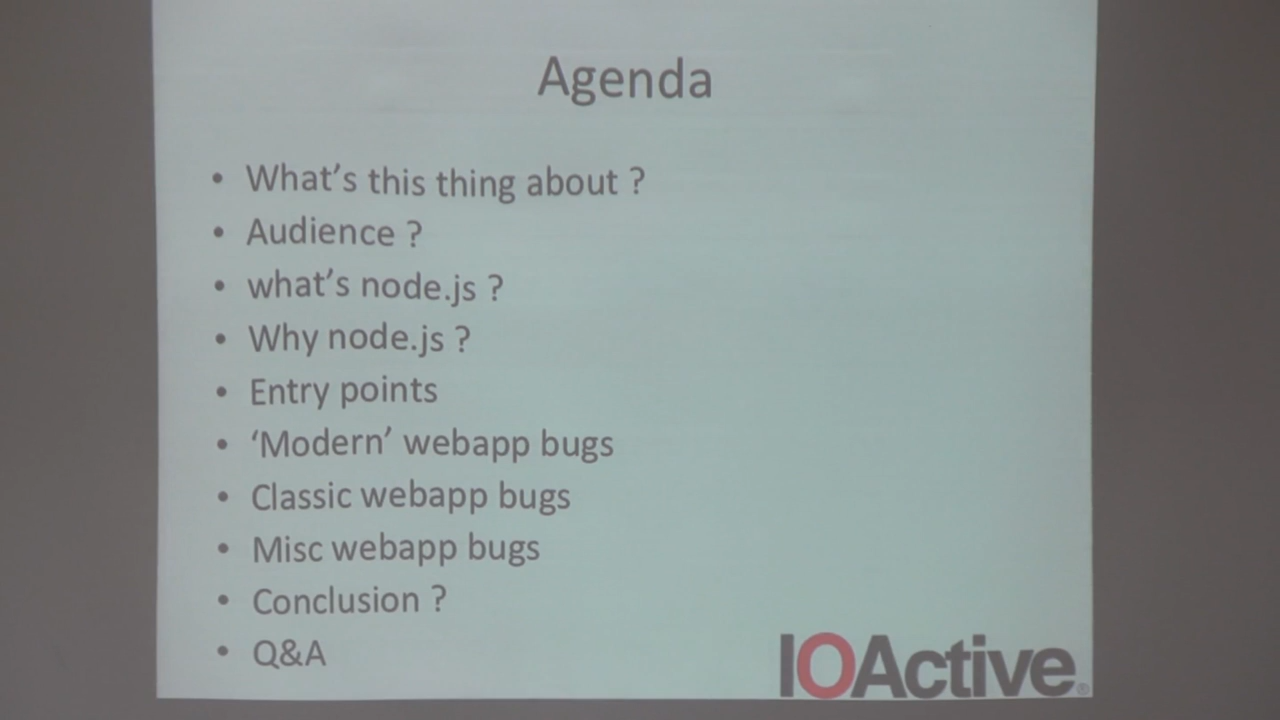 Agenda
• What's this thing about ?
• Audience ?
• what's node.js ?
• Why node.js ?
• Entry points
• ‘Modern’ webapp bugs
• Classic webapp bugs
• Misc webapp bugs
• Conclusion ?
• Q&A
IOActive®